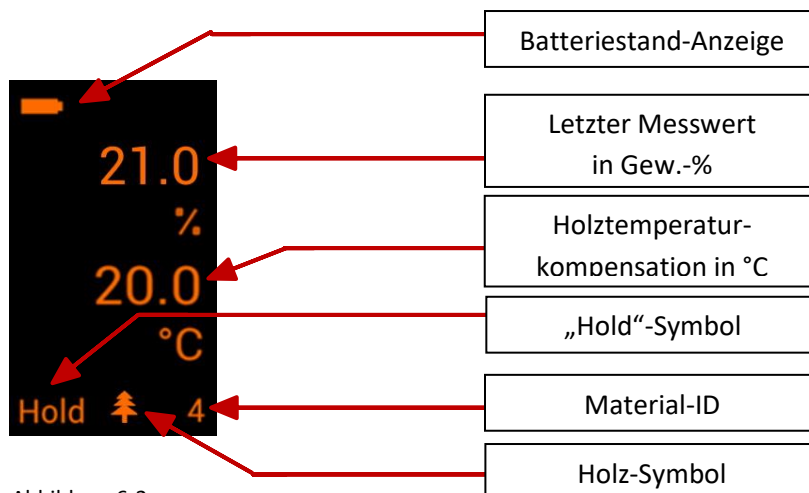 Batteriestand-Anzeige
21.0
%
20.0
°C
Hold
4
Letzter Messwert
in Gew.-%
Holztemperatur-
kompensation in °C
„Hold“-Symbol
Material-ID
Holz-Symbol